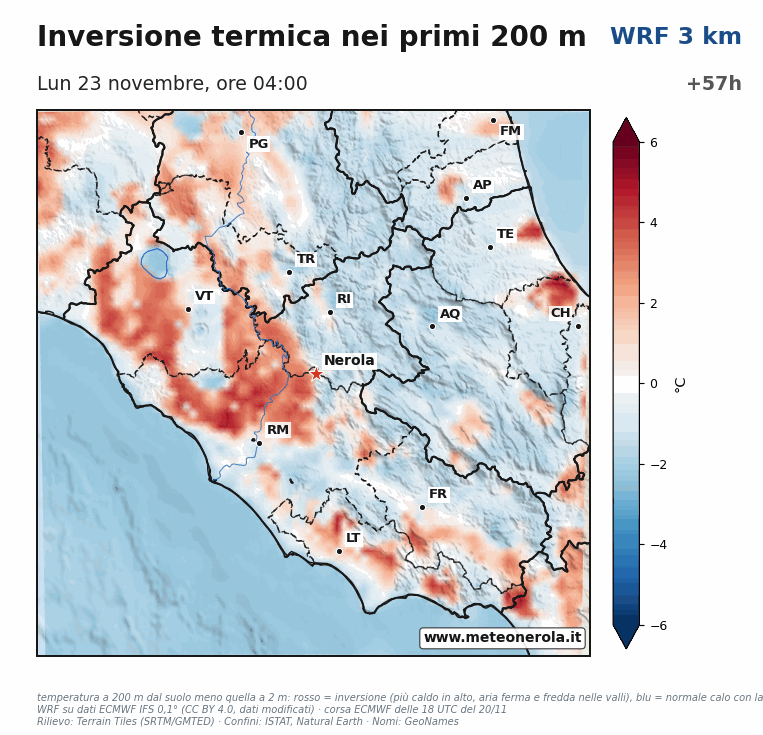 Inversione termica nei primi 200 m WRF 3 km
Lun 23 novembre, ore 04:00 +57h
FM
PG
AP
TE
TR
VT
RI
AQ
CH
Nerola
RM
FR
LT
www.meteonerola.it
6
4
2
0
−2
−4
−6
°C
temperatura a 200 m dal suolo meno quella a 2 m: rosso = inversione (più caldo in alto, aria ferma e fredda nelle valli), blu = normale calo con la
WRF su dati ECMWF IFS 0,1° (CC BY 4.0, dati modificati) · corsa ECMWF delle 18 UTC del 20/11
Rilievo: Terrain Tiles (SRTM/GMTED) · Confini: ISTAT, Natural Earth · Nomi: GeoNames